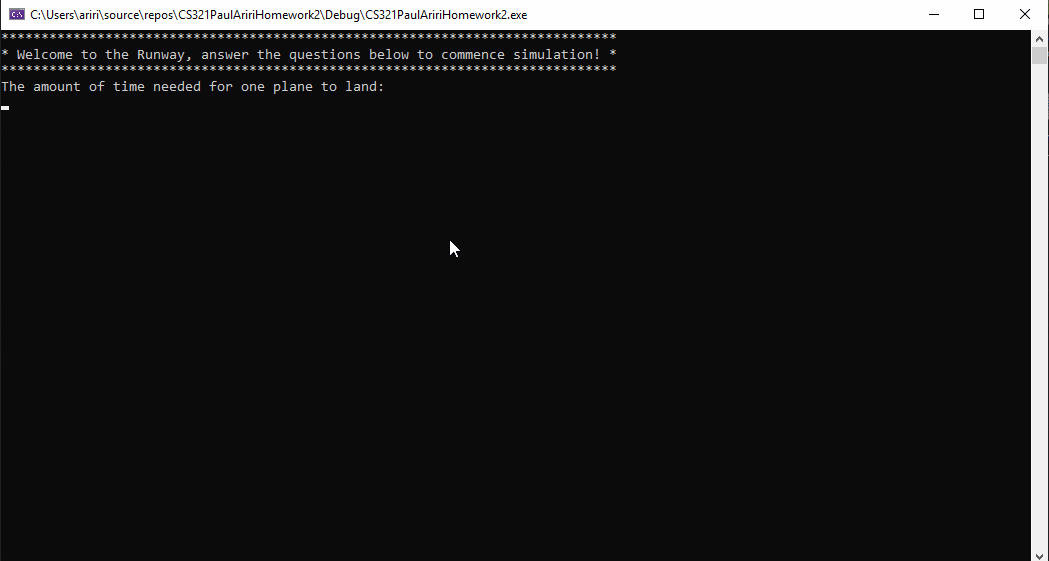 C:\Users\ariri\source\repos\CS321PaulAririHomework2\Debug\CS321PaulAririHomework2.exe
*****************************************************************************
* Welcome to the Runway, answer the questions below to commence simulation! *
*****************************************************************************
The amount of time needed for one plane to land: